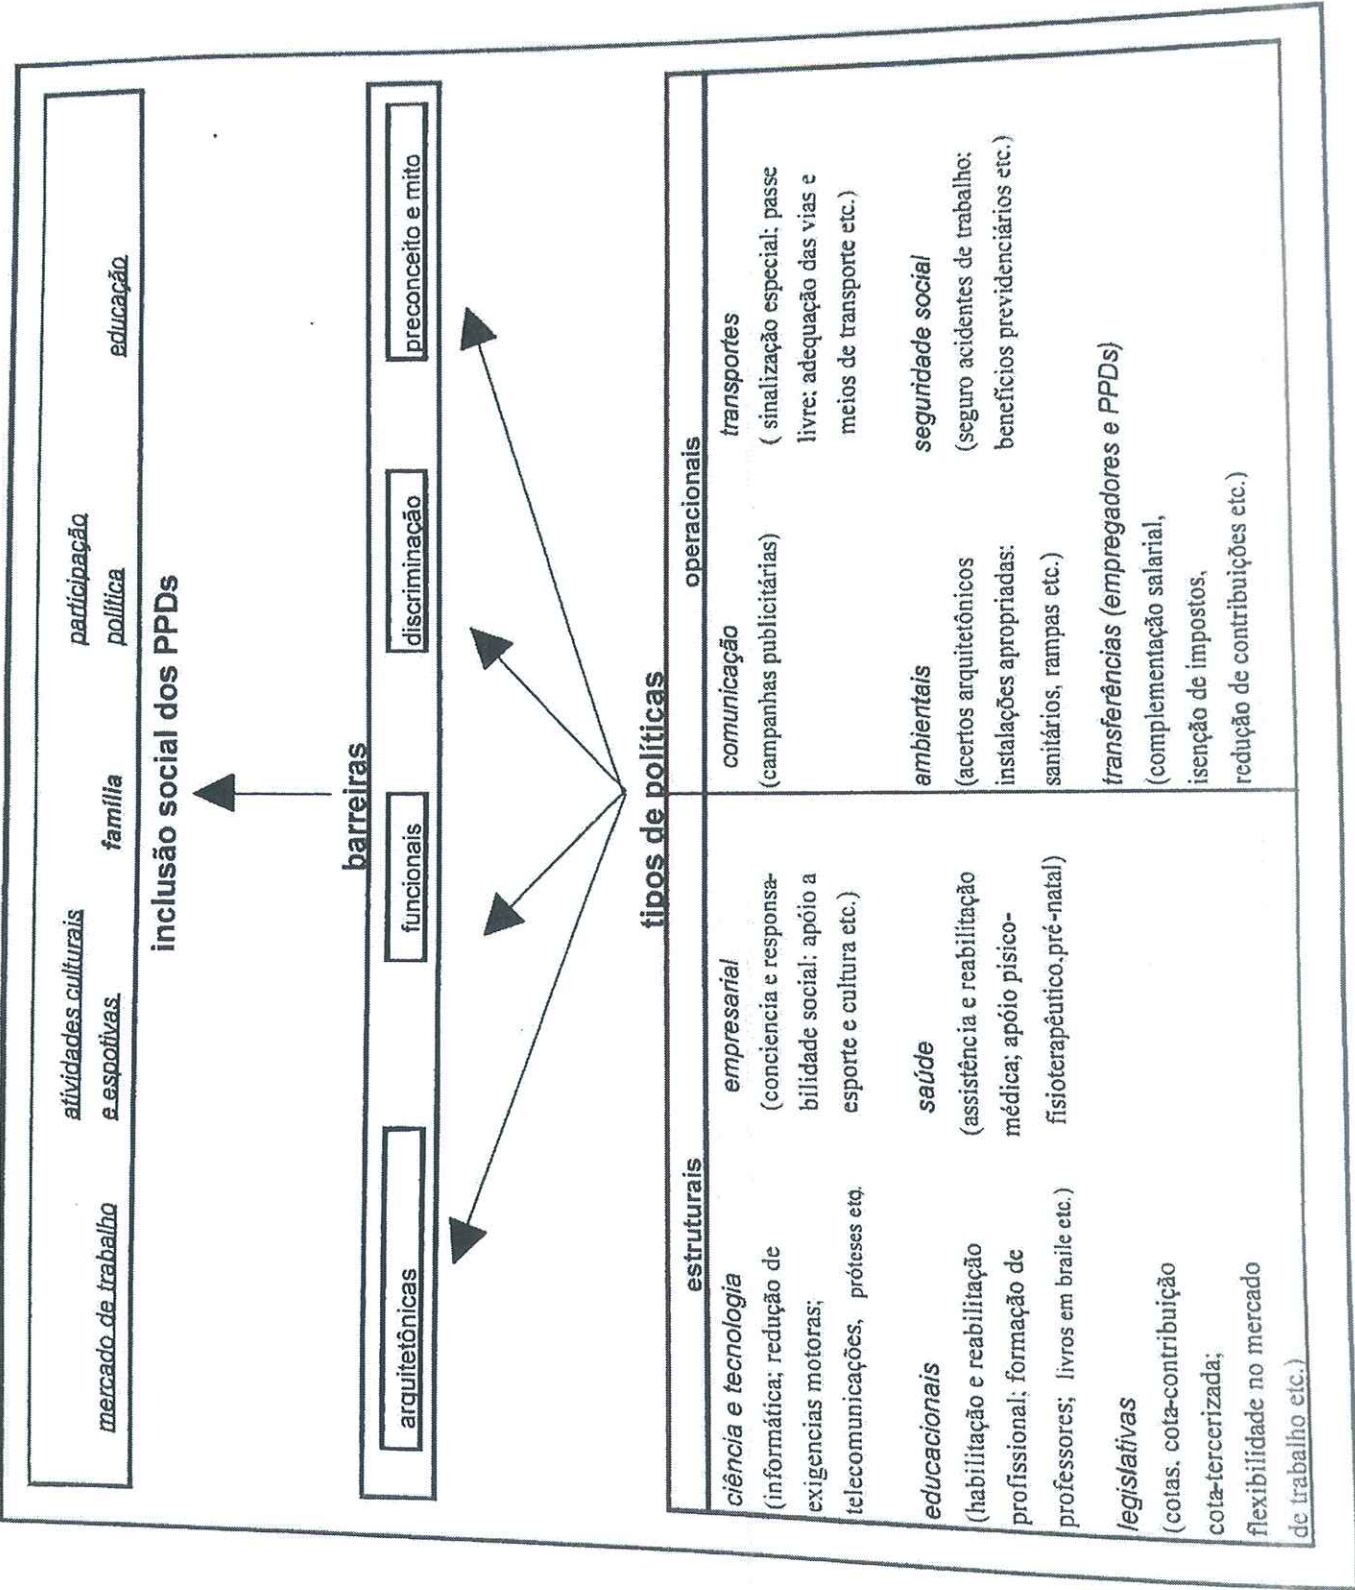 atividades culturais participação
mercado de trabalho e espotivas família política educação
inclusão social dos PPDs
barreiras
arquitetônicas funcionais discriminação preconceito e mito
tipos de políticas
estruturais operacionais
ciência e tecnologia
(informática; redução de
exigencias motoras;
telecomunicações, próteses etc.
empresarial
(conciencia e responsa-
bilidade social; apóio a
esporte e cultura etc.)
comunicação
(campanhas publicitárias)
transportes
( sinalização especial; passe
livre; adequação das vias e
meios de transporte etc.)
educacionais
(habilitação e reabilitação
profissional; formação de
professores; livros em braile etc.)
saúde
(assistência e reabilitação
médica; apóio pisico-
fisioterapêutico,pré-natal)
ambientais
(acertos arquitetônicos
instalações apropriadas:
sanitários, rampas etc.)
seguridade social
(seguro acidentes de trabalho;
benefícios previdenciários etc.)
legislativas
(cotas. cota-contribuição
cota-tercerizada;
flexibilidade no mercado
de trabalho etc.)
transferências (empregadores e PPDs)
(complementação salarial,
isenção de impostos,
redução de contribuições etc.)